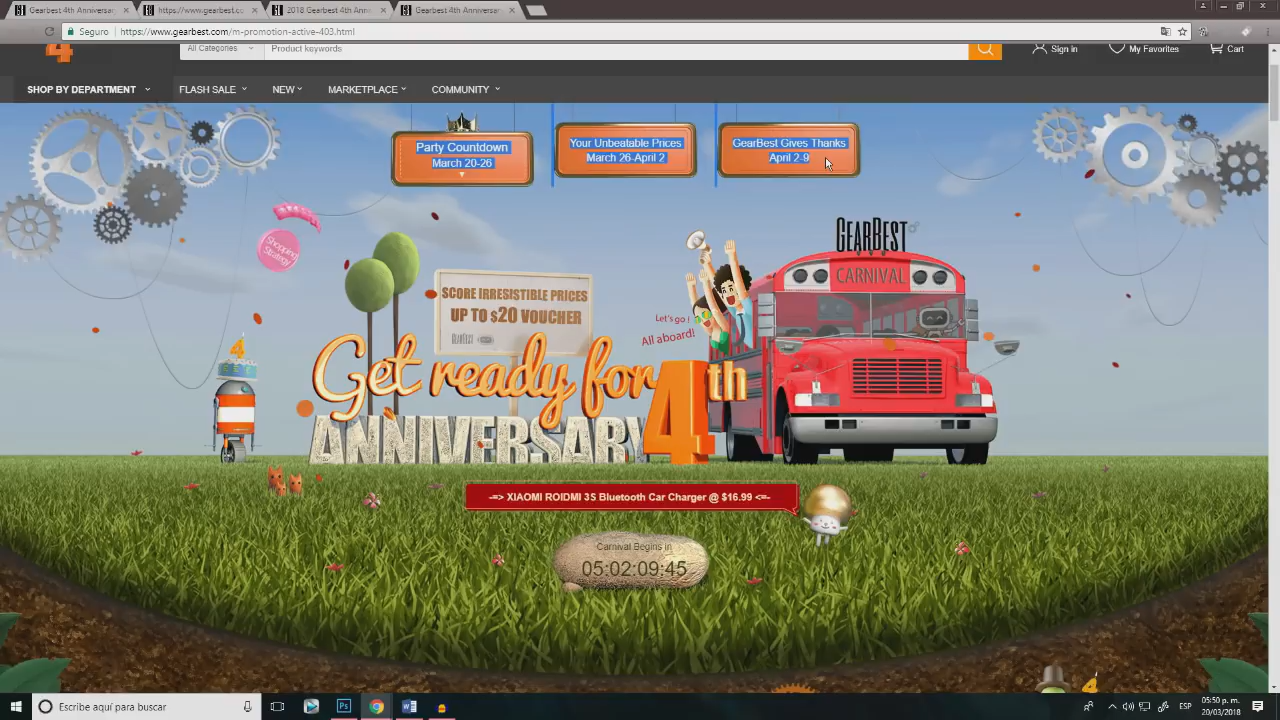 Gearbest 4th Anniversary
https://www.gearbest.co
2018 Gearbest 4th Ann
Gearbest 4th Anniversary
Seguro https://www.gearbest.com/m-promotion-active-403.html
4
All Categories
Product keywords
Sign in
My Favorites
Cart
SHOP BY DEPARTMENT
FLASH SALE
NEW
MARKETPLACE
COMMUNITY
Party Countdown
March 20-26
Your Unbeatable Prices
March 26-April 2
GearBest Gives Thanks
April 2-9
Shopping
Strategy
GEARBEST
CARNIVAL
SCORE IRRESISTIBLE PRICES
UP TO $20 VOUCHER
GEARBEST
Let's go!
All aboard!
4
Get ready for 4th
ANNIVERSARY
-=> XIAOMI ROIDMI 3S Bluetooth Car Charger @ $16.99 <=-
Carnival Begins in
05:02:09:45
4
Escribe aquí para buscar
ESP
05:50 p. m.
20/03/2018